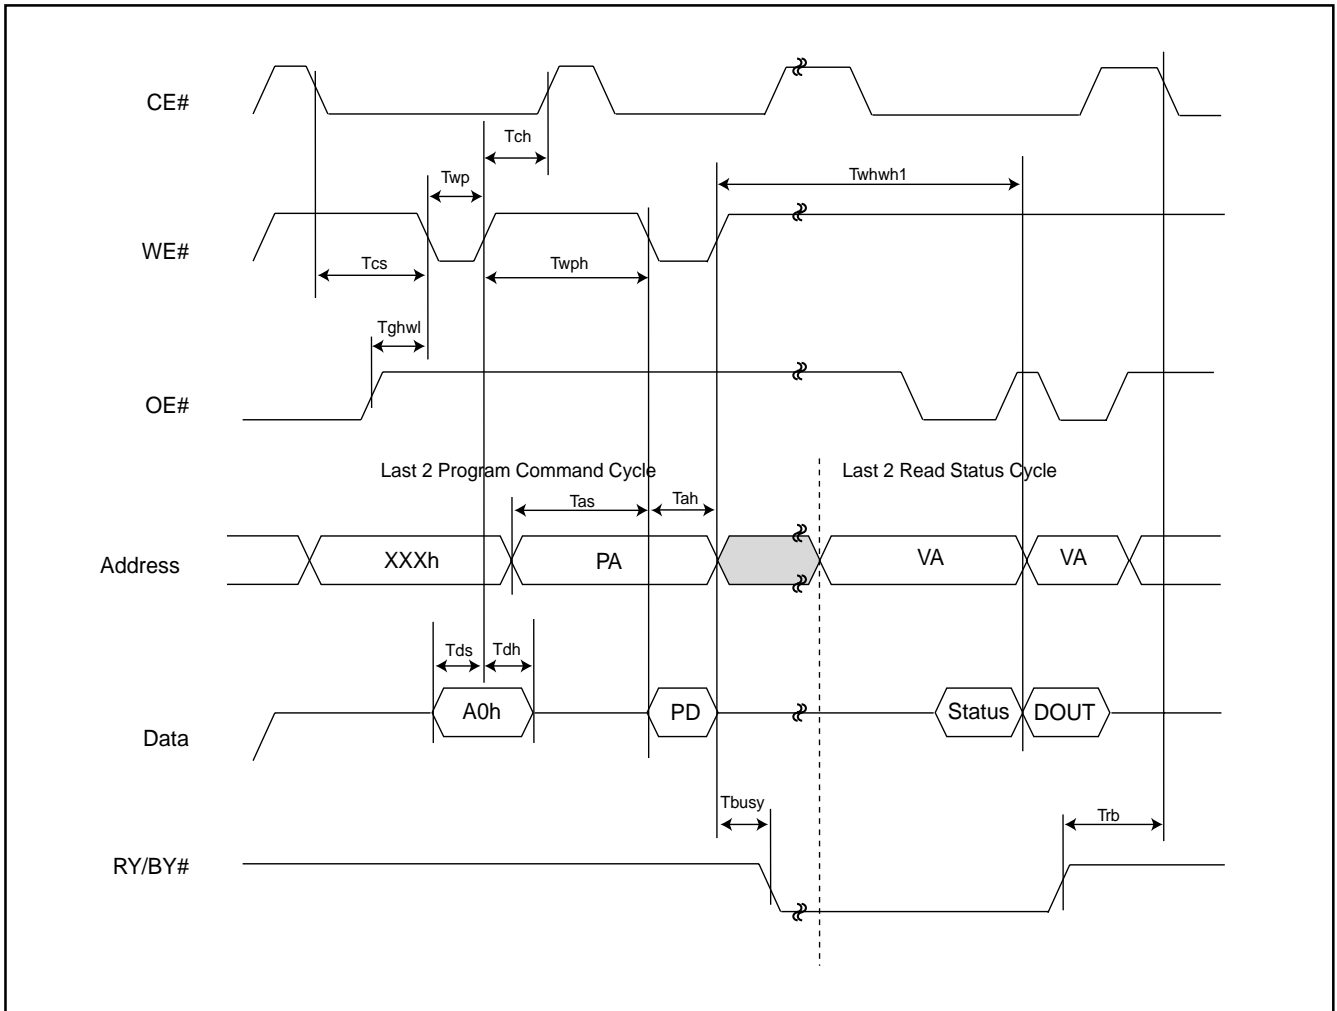 CE#
Tch
Twp
Twhwh1
WE#
Tcs
Twph
Tghwl
OE#
Last 2 Program Command Cycle
Last 2 Read Status Cycle
Tas
Tah
Address
XXXh
PA
VA
VA
Tds
Tdh
Data
A0h
PD
Status
DOUT
Tbusy
Trb
RY/BY#